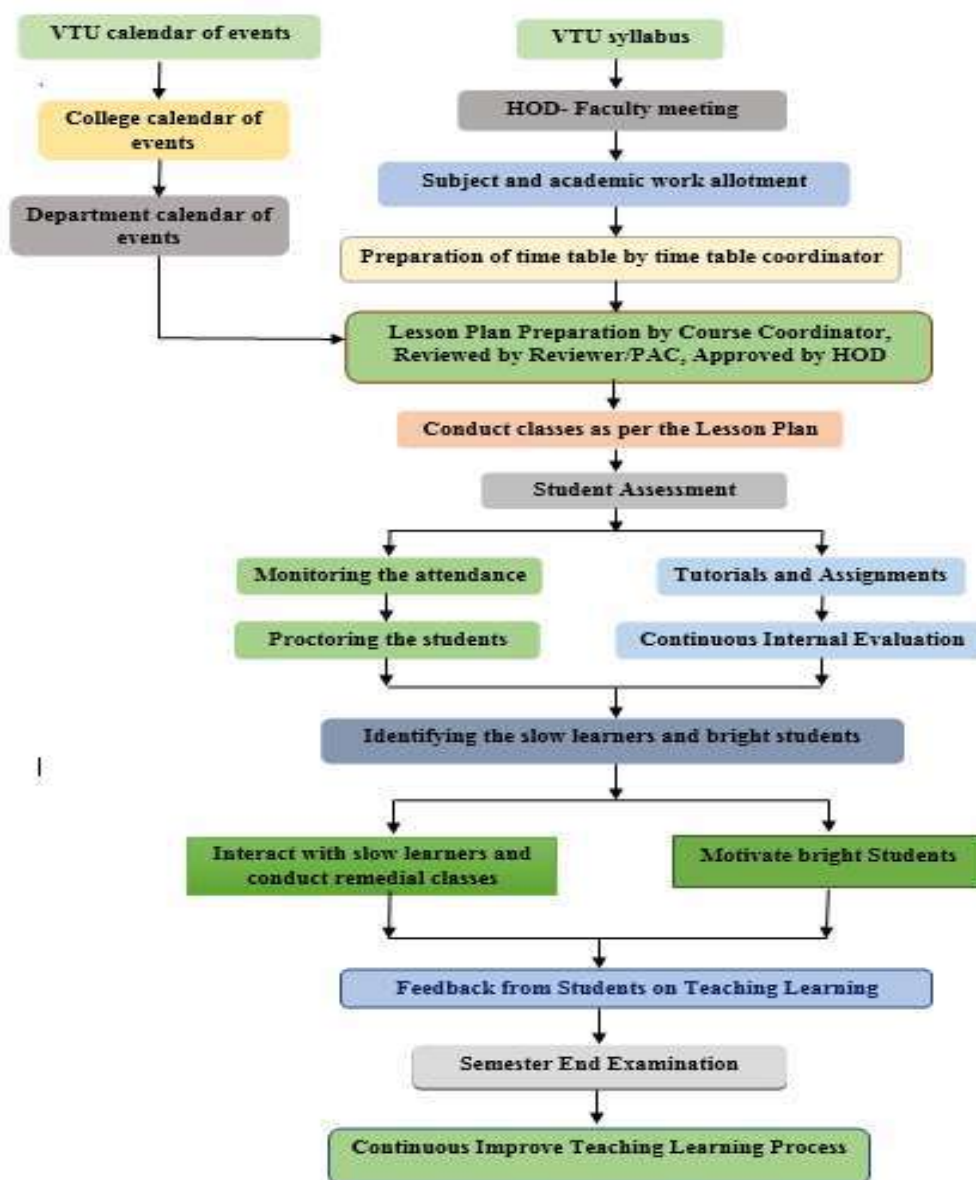 VTU calendar of events
College calendar of
events
Department calendar of
events
VTU syllabus
HOD- Faculty meeting
Subject and academic work allotment
Preparation of time table by time table coordinator
Lesson Plan Preparation by Course Coordinator,
Reviewed by Reviewer/PAC, Approved by HOD
Conduct classes as per the Lesson Plan
Student Assessment
Monitoring the attendance
Proctoring the students
Tutorials and Assignments
Continuous Internal Evaluation
Identifying the slow learners and bright students
Interact with slow learners and
conduct remedial classes
Motivate bright Students
Feedback from Students on Teaching Learning
Semester End Examination
Continuous Improve Teaching Learning Process